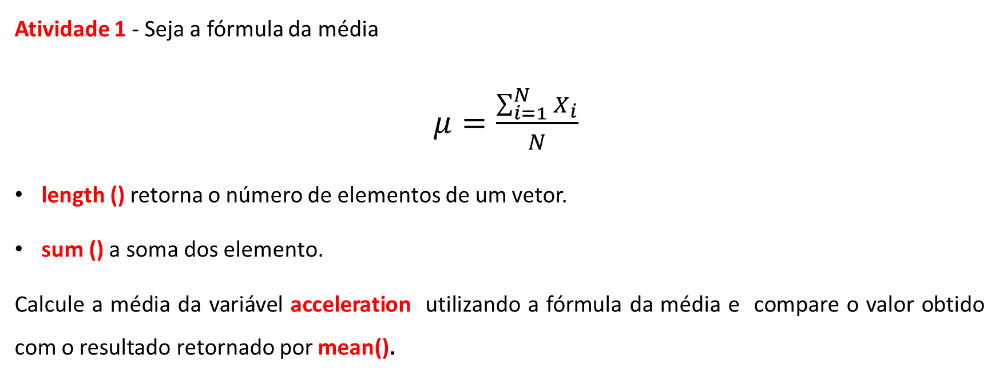 Atividade 1 - Seja a fórmula da média
μ = \frac{\sum_{i=1}^{N} X_i}{N}
• length () retorna o número de elementos de um vetor.
• sum () a soma dos elemento.
Calcule a média da variável acceleration utilizando a fórmula da média e compare o valor obtido
com o resultado retornado por mean().